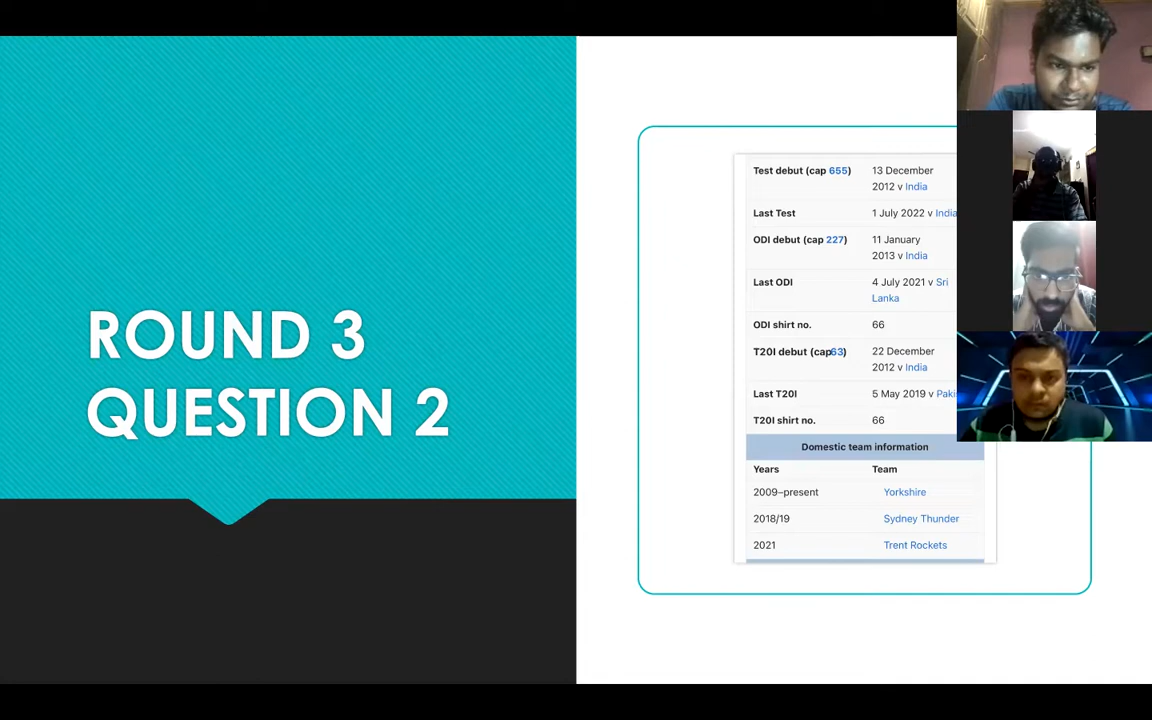 ROUND 3
QUESTION 2
Test debut (cap 655) 13 December
2012 v India
Last Test 1 July 2022 v India
ODI debut (cap 227) 11 January
2013 v India
Last ODI 4 July 2021 v Sri
Lanka
ODI shirt no. 66
T20I debut (cap63) 22 December
2012 v India
Last T20I 5 May 2019 v Paki
T20I shirt no. 66
Domestic team information
Years Team
2009–present Yorkshire
2018/19 Sydney Thunder
2021 Trent Rockets